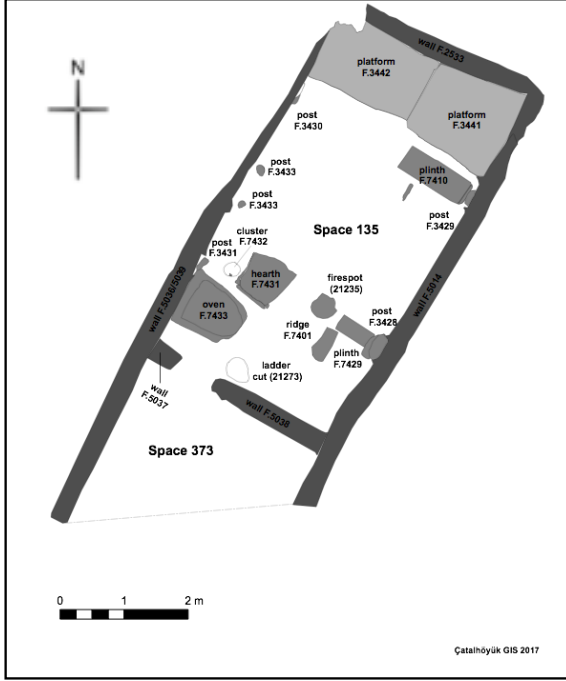 wall F.2533
N
platform
F.3442
platform
F.3441
post
F.3430
post
F.3433
plinth
F.7410
post
F.3433
post
F.3429
cluster
F.7432
Space 135
post
F.3431
hearth
F.7431
firespot
(21235)
wall F.5036/5039
wall F.5014
oven
F.7433
post
F.3428
ridge
F.7401
plinth
F.7429
ladder
cut (21273)
wall
F.5037
wall F.5038
Space 373
0 1 2 m
Çatalhöyük GIS 2017